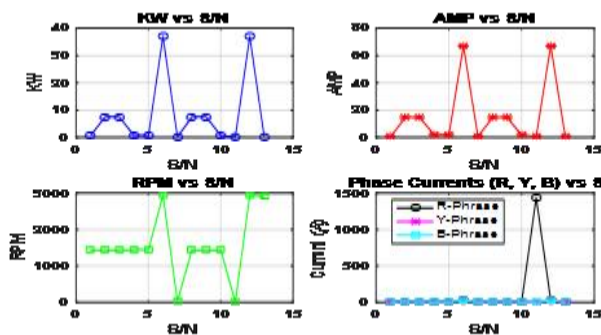 KW vs S/N
AMP vs S/N
40
30
20
10
0
KW
0 5 10 15
S/N
80
60
40
20
0
AMP
0 5 10 15
S/N
RPM vs S/N
Phase Currents (R, Y, B) vs S
3000
2000
1000
0
RPM
0 5 10 15
S/N
1500
1000
500
0
Current (A)
R-Phrase
Y-Phrase
B-Phrase
0 5 10 15
S/N